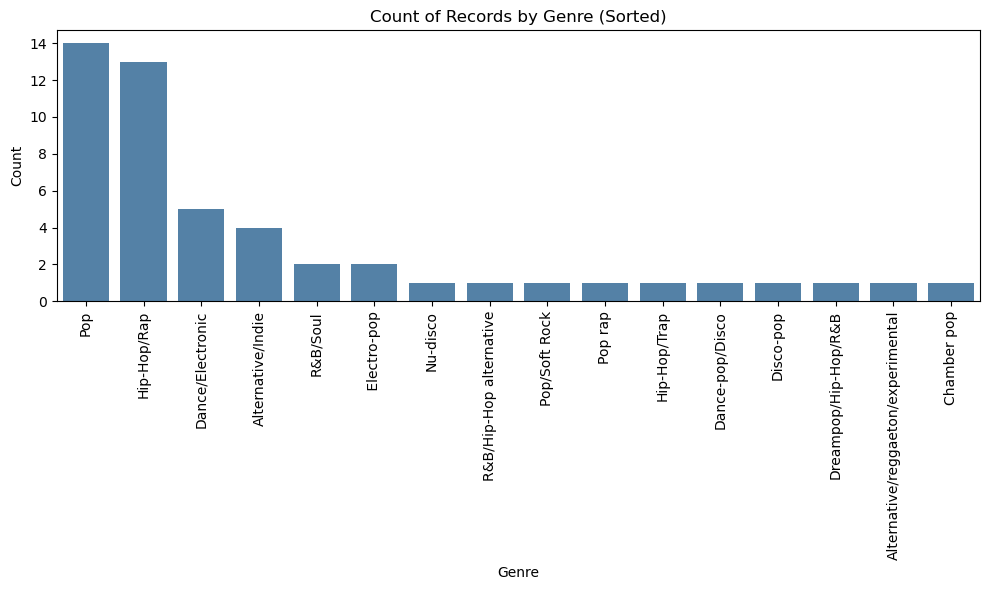 Count of Records by Genre (Sorted)
Count
14
12
10
8
6
4
2
0
Pop
Hip-Hop/Rap
Dance/Electronic
Alternative/Indie
R&B/Soul
Electro-pop
Nu-disco
R&B/Hip-Hop alternative
Pop/Soft Rock
Pop rap
Hip-Hop/Trap
Dance-pop/Disco
Disco-pop
Dreampop/Hip-Hop/R&B
Alternative/reggaeton/experimental
Chamber pop
Genre